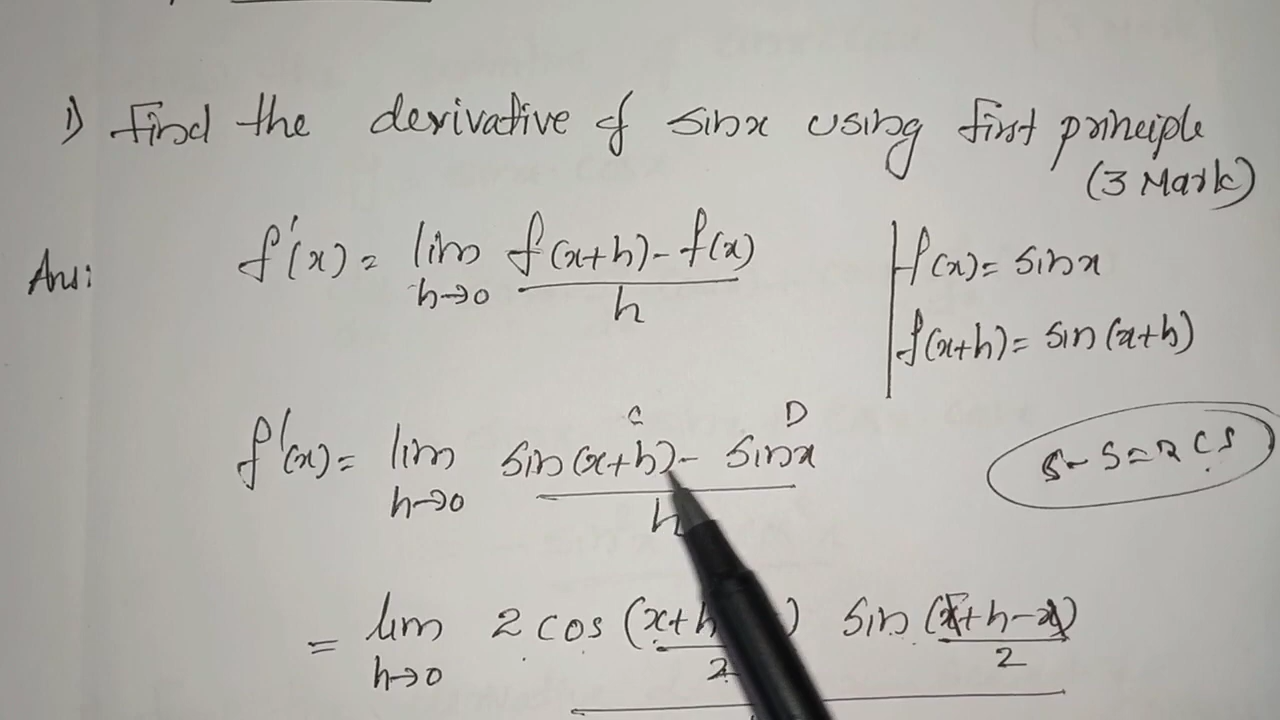 1) Find the derivative of sinx using first principle
(3 Mark)
Ans: f'(x) = lim h→0 f(x+h) - f(x) / h
f(x) = sinx
f(x+h) = sin(x+h)
C D
f'(x) = lim h→0 sin(x+h) - sinx / h
S - S = 2CS
= lim h→0 2 cos (x+h ) / 2 sin (x+h-x) / 2